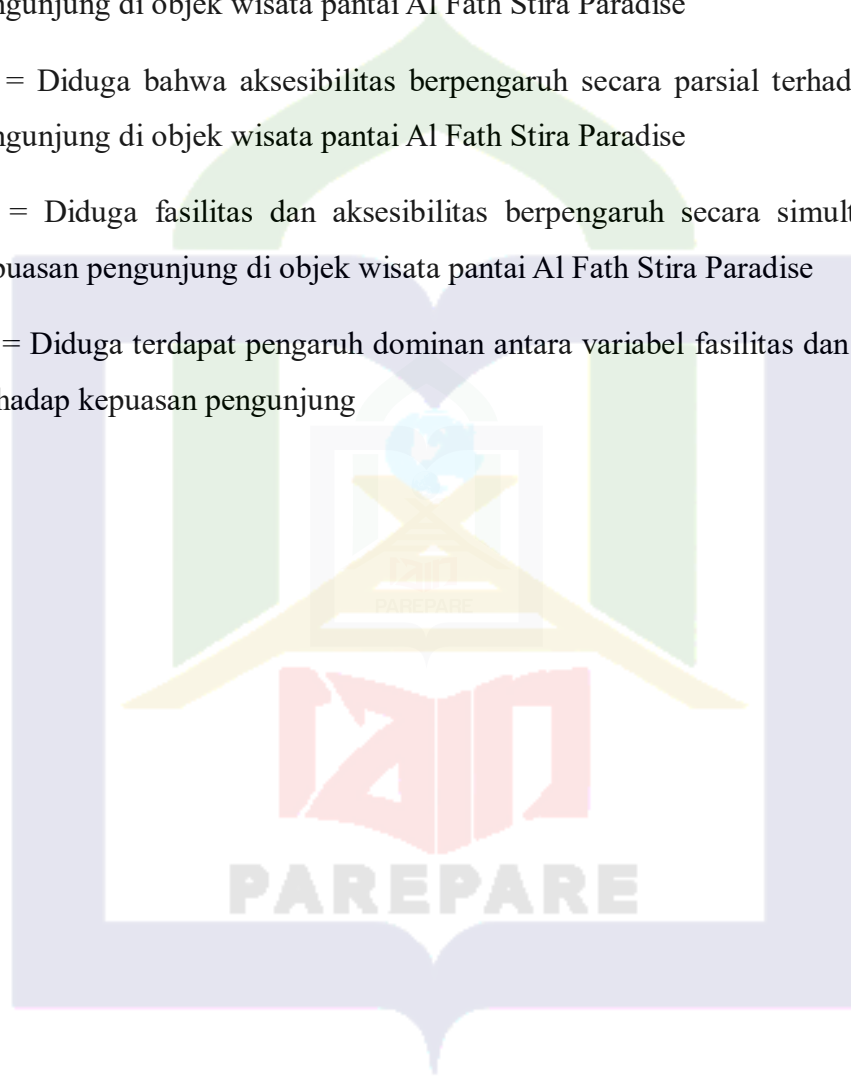 ngunjung di objek wisata pantai Al Fath Stira Paradise
= Diduga bahwa aksesibilitas berpengaruh secara parsial terhad
ngunjung di objek wisata pantai Al Fath Stira Paradise
= Diduga fasilitas dan aksesibilitas berpengaruh secara simult
puasan pengunjung di objek wisata pantai Al Fath Stira Paradise
= Diduga terdapat pengaruh dominan antara variabel fasilitas dan
hadap kepuasan pengunjung
iain
PAREPARE
iain
PAREPARE